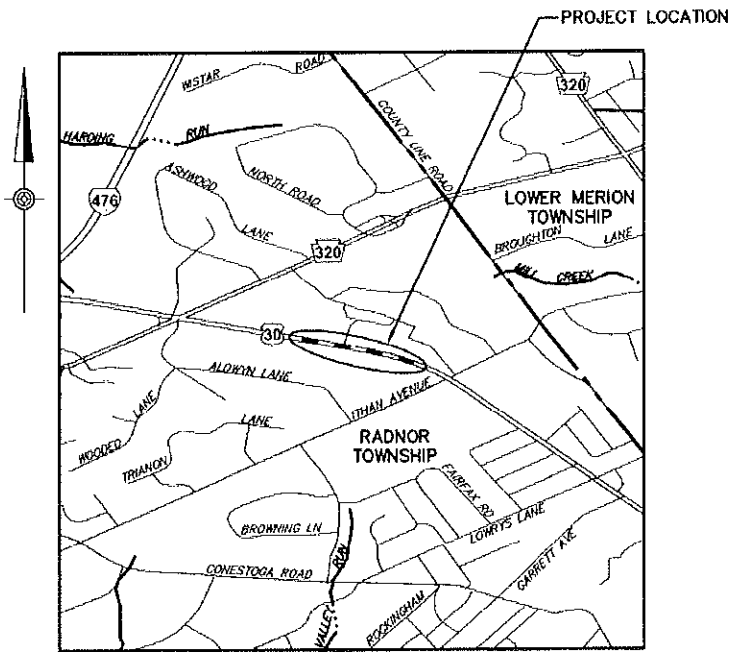 PROJECT LOCATION
WISTAR ROAD
320
HARDING RUN
COUNTY LINE ROAD
ASHWOOD LANE
NORTH ROAD
476
LOWER MERION
TOWNSHIP
BROUGHTON LANE
320
MILL CREEK
30
ALOWYN LANE
ITHAN AVENUE
WOODED LANE
TRIANON LANE
RADNOR
TOWNSHIP
FAIRFAX RD
BROWNING LN
LOWRYS LANE
CONESTOGA ROAD
GARRETT AVE
VALLEY RUN
ROCKINGHAM